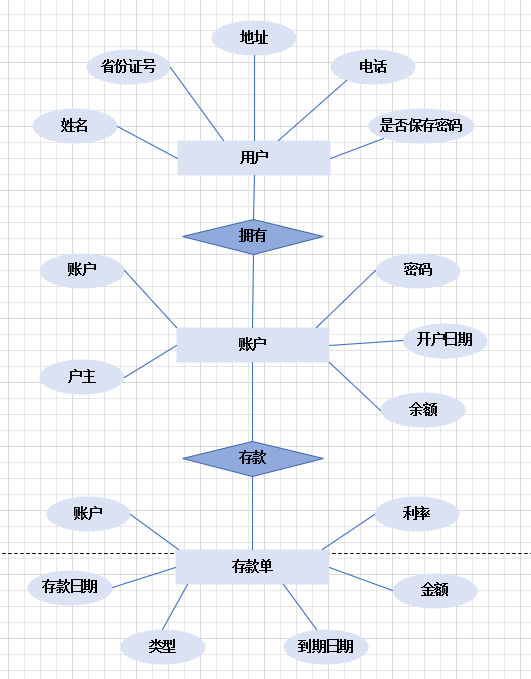 地址
省份证号
电话
姓名
是否保存密码
用户
拥有
账户
密码
账户
开户日期
户主
余额
存款
账户
利率
存款单
存款日期
金额
类型
到期日期